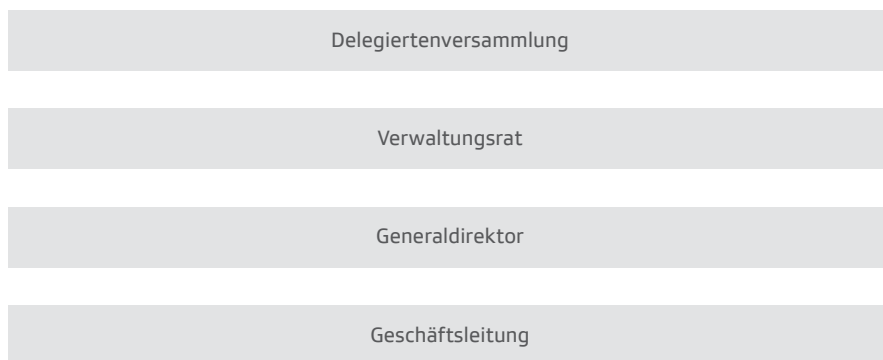 Delegiertenversammlung
Verwaltungsrat
Generaldirektor
Geschäftsleitung